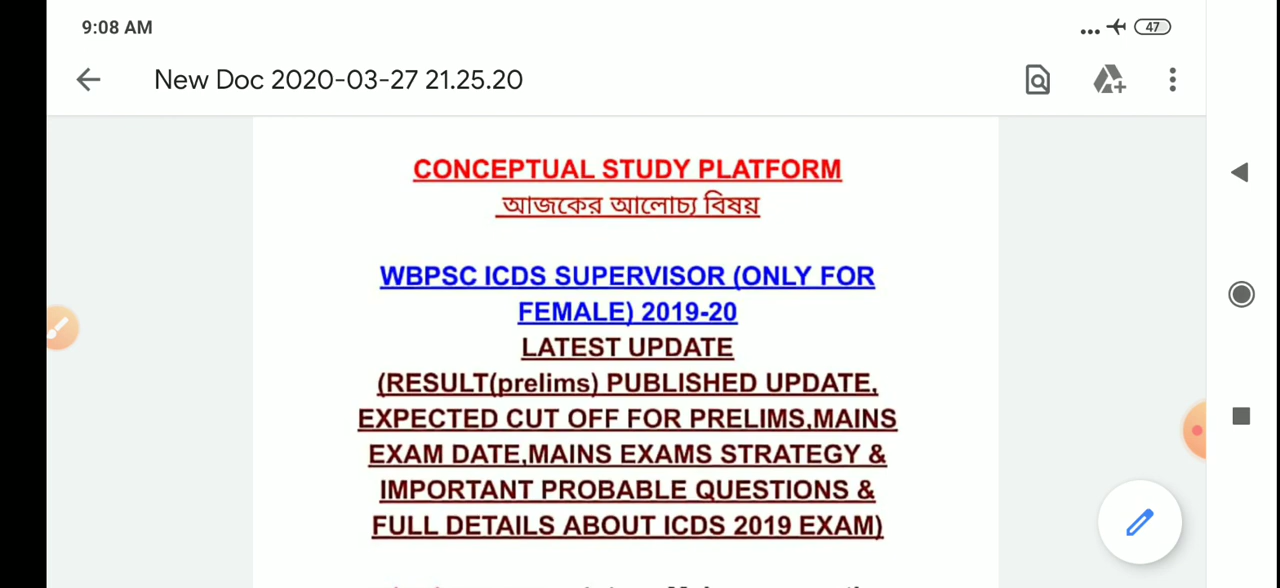 9:08 AM
47
New Doc 2020-03-27 21.25.20
CONCEPTUAL STUDY PLATFORM
আজকের আলোচ্য বিষয়
WBPSC ICDS SUPERVISOR (ONLY FOR
FEMALE) 2019-20
LATEST UPDATE
(RESULT(prelims) PUBLISHED UPDATE,
EXPECTED CUT OFF FOR PRELIMS,MAINS
EXAM DATE,MAINS EXAMS STRATEGY &
IMPORTANT PROBABLE QUESTIONS &
FULL DETAILS ABOUT ICDS 2019 EXAM)